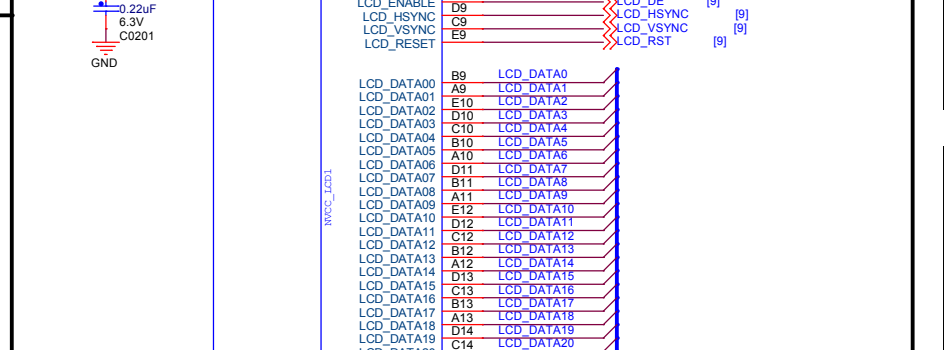 LCD_ENABLE D9 LCD_DE [9]
LCD_HSYNC C9 LCD_HSYNC [9]
LCD_VSYNC E9 LCD_VSYNC [9]
LCD_RESET LCD_RST [9]
0.22uF
6.3V
C0201
GND
NVCC_LCD1
LCD_DATA00 B9 LCD_DATA0
LCD_DATA01 A9 LCD_DATA1
LCD_DATA02 E10 LCD_DATA2
LCD_DATA03 D10 LCD_DATA3
LCD_DATA04 C10 LCD_DATA4
LCD_DATA05 B10 LCD_DATA5
LCD_DATA06 A10 LCD_DATA6
LCD_DATA07 D11 LCD_DATA7
LCD_DATA08 B11 LCD_DATA8
LCD_DATA09 A11 LCD_DATA9
LCD_DATA10 E12 LCD_DATA10
LCD_DATA11 D12 LCD_DATA11
LCD_DATA12 C12 LCD_DATA12
LCD_DATA13 B12 LCD_DATA13
LCD_DATA14 A12 LCD_DATA14
LCD_DATA15 D13 LCD_DATA15
LCD_DATA16 C13 LCD_DATA16
LCD_DATA17 B13 LCD_DATA17
LCD_DATA18 A13 LCD_DATA18
LCD_DATA19 D14 LCD_DATA19
C14 LCD_DATA20